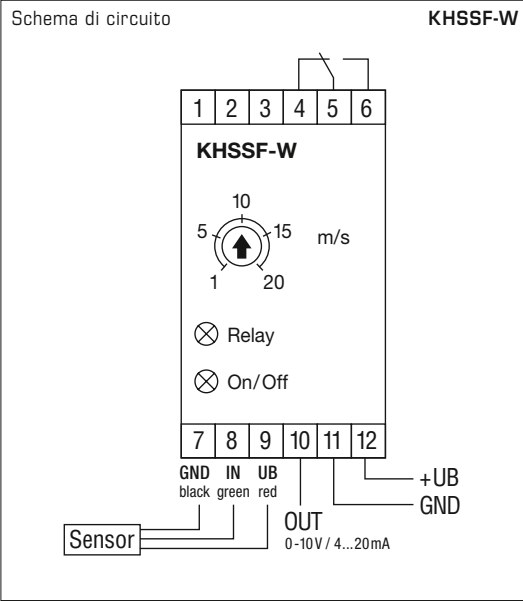 Schema di circuito KHSSF-W
1 2 3 4 5 6
KHSSF-W
10
5 15 m/s
1 20
Relay
On/Off
7 8 9 10 11 12
GND IN UB
black green red
+UB
GND
OUT
0-10V / 4...20mA
Sensor